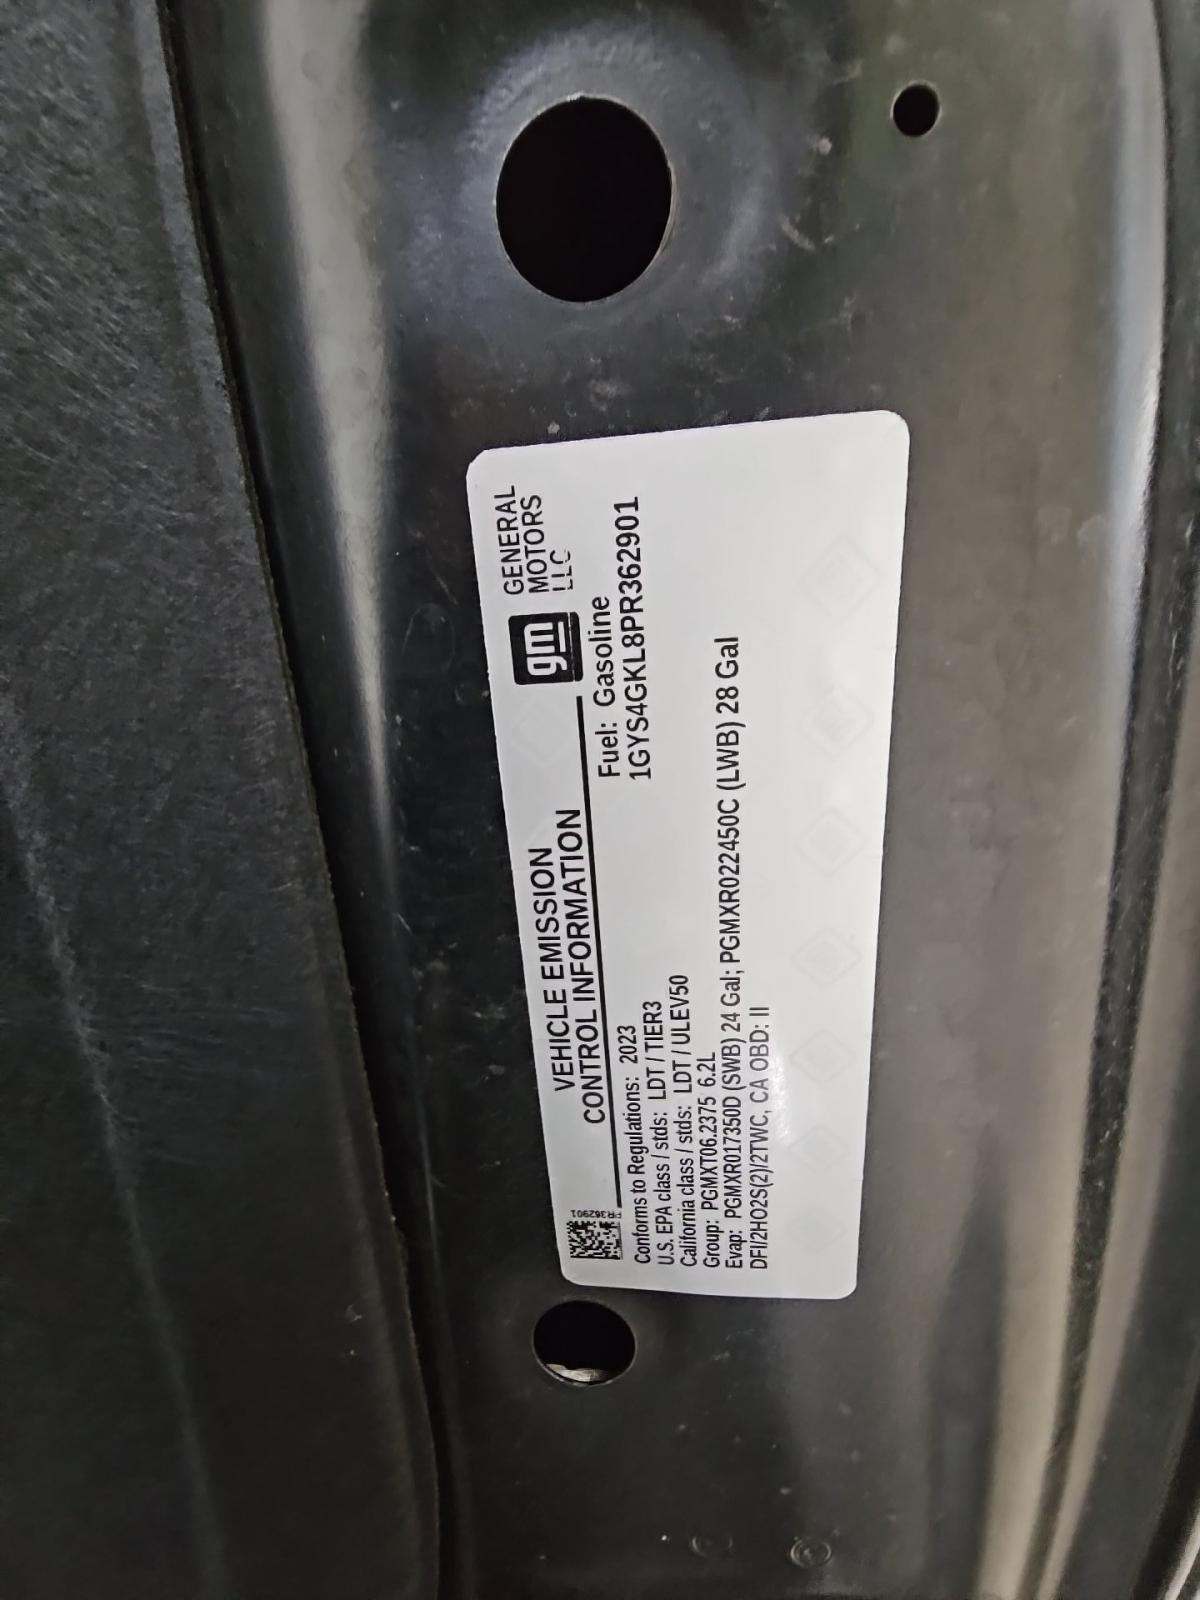 VEHICLE EMISSION
CONTROL INFORMATION
gm
GENERAL
MOTORS
LLC
PR362901
Fuel: Gasoline
1GYS4GKL8PR362901
Conforms to Regulations: 2023
U.S. EPA class / stds: LDT / TIER3
California class / stds: LDT / ULEV50
Group: PGMXT06.2375 6.2L
Evap: PGMXR017350D (SWB) 24 Gal; PGMXR022450C (LWB) 28 Gal
DFI/2HO2S(2)/2TWC, CA OBD: II